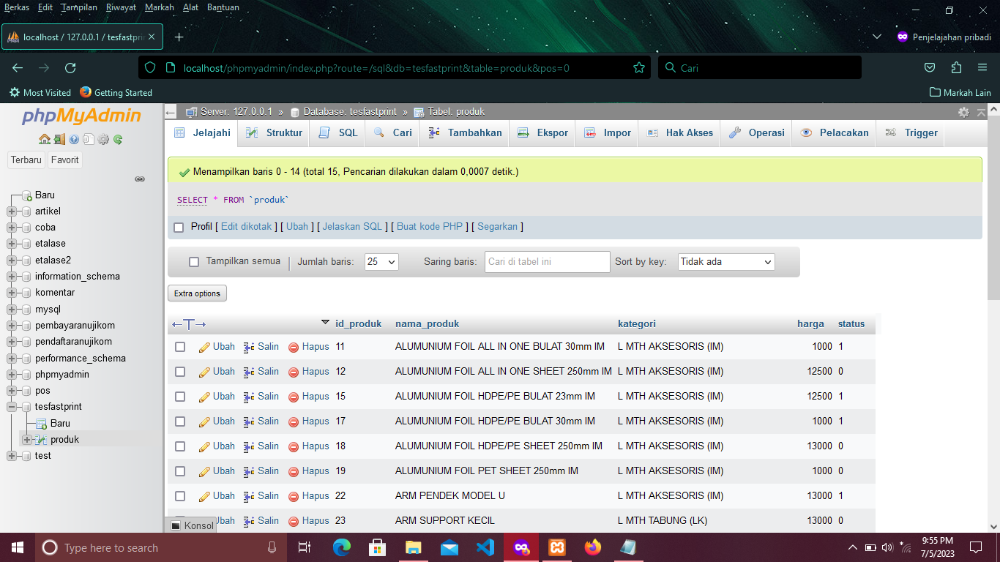 Berkas Edit Tampilan Riwayat Markah Alat Bantuan
localhost / 127.0.0.1 / tesfastprin
Penjelajahan pribadi
localhost/phpmyadmin/index.php?route=/sql&db=tesfastprint&table=produk&pos=0
Cari
Most Visited Getting Started Markah Lain
phpMyAdmin
Terbaru Favorit
Baru
artikel
coba
etalase
etalase2
information_schema
komentar
mysql
pembayaranujikom
pendaftaranujikom
performance_schema
phpmyadmin
pos
tesfastprint
Baru
produk
test
Server: 127.0.0.1 » Database: tesfastprint » Tabel: produk
Jelajahi Struktur SQL Cari Tambahkan Ekspor Impor Hak Akses Operasi Pelacakan Trigger
Menampilkan baris 0 - 14 (total 15, Pencarian dilakukan dalam 0,0007 detik.)
SELECT * FROM `produk`
Profil [ Edit dikotak ] [ Ubah ] [ Jelaskan SQL ] [ Buat kode PHP ] [ Segarkan ]
Tampilkan semua | Jumlah baris: 25 Saring baris: Cari di tabel ini Sort by key: Tidak ada
Extra options
←T→ id_produk nama_produk kategori harga status
Ubah Salin Hapus 11 ALUMUNIUM FOIL ALL IN ONE BULAT 30mm IM L MTH AKSESORIS (IM) 1000 1
Ubah Salin Hapus 12 ALUMUNIUM FOIL ALL IN ONE SHEET 250mm IM L MTH AKSESORIS (IM) 12500 0
Ubah Salin Hapus 15 ALUMUNIUM FOIL HDPE/PE BULAT 23mm IM L MTH AKSESORIS (IM) 12500 1
Ubah Salin Hapus 17 ALUMUNIUM FOIL HDPE/PE BULAT 30mm IM L MTH AKSESORIS (IM) 1000 1
Ubah Salin Hapus 18 ALUMUNIUM FOIL HDPE/PE SHEET 250mm IM L MTH AKSESORIS (IM) 13000 0
Ubah Salin Hapus 19 ALUMUNIUM FOIL PET SHEET 250mm IM L MTH AKSESORIS (IM) 1000 0
Ubah Salin Hapus 22 ARM PENDEK MODEL U L MTH AKSESORIS (IM) 13000 1
Ubah Salin Hapus 23 ARM SUPPORT KECIL L MTH TABUNG (LK) 13000 0
Konsol
Type here to search
9:55 PM
7/5/2023